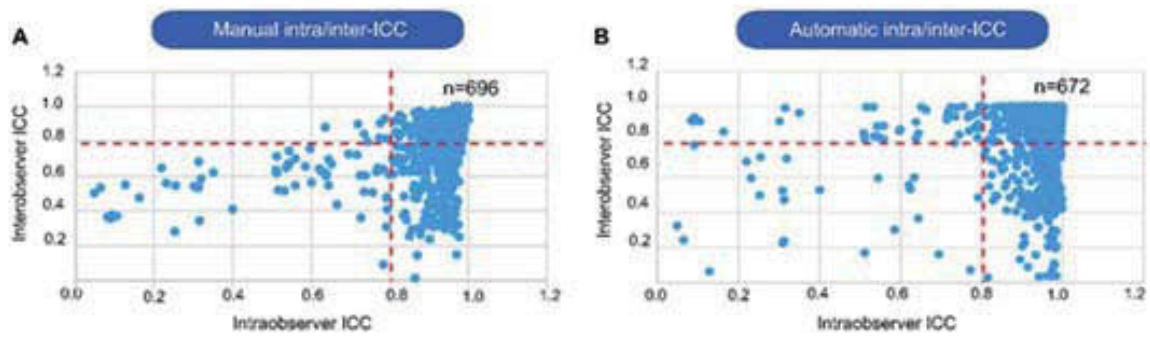 A
Manual intra/inter-ICC
n=696
Interobserver ICC
1.2
1.0
0.8
0.6
0.4
0.2
0.0 0.2 0.4 0.6 0.8 1.0 1.2
Intraobserver ICC
B
Automatic intra/inter-ICC
n=672
Interobserver ICC
1.2
1.0
0.8
0.6
0.4
0.2
0.0 0.2 0.4 0.6 0.8 1.0 1.2
Intraobserver ICC